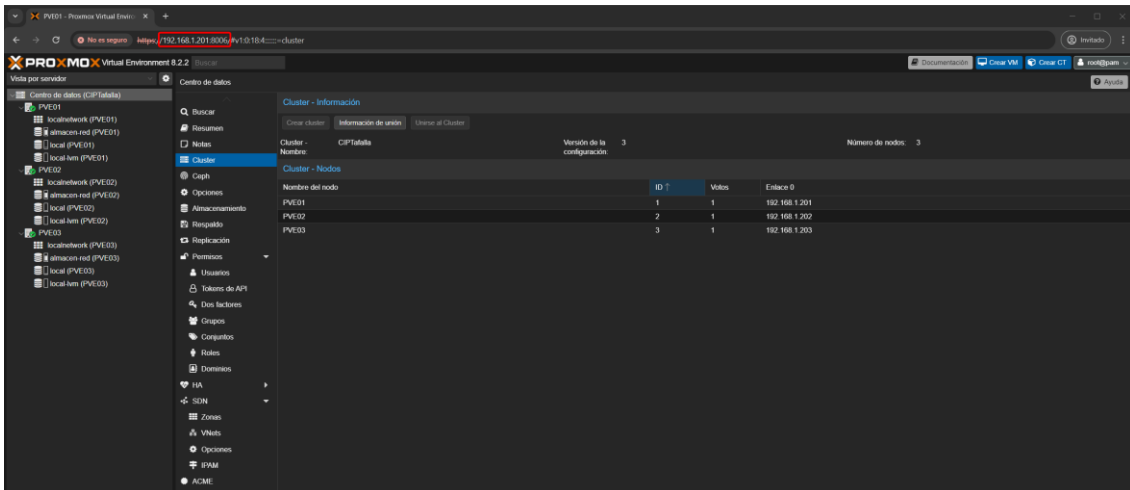 PVE01 - Proxmox Virtual Enviro
No es seguro https://192.168.1.201:8006/#v1:0:18:4:::::::=cluster
Invitado
PROXMOX Virtual Environment 8.2.2 Buscar
Documentación Crear VM Crear CT root@pam
Vista por servidor
Centro de datos
Ayuda
Centro de datos (CIPTafalla)
PVE01
localnetwork (PVE01)
almacen-red (PVE01)
local (PVE01)
local-lvm (PVE01)
PVE02
localnetwork (PVE02)
almacen-red (PVE02)
local (PVE02)
local-lvm (PVE02)
PVE03
localnetwork (PVE03)
almacen-red (PVE03)
local (PVE03)
local-lvm (PVE03)
Buscar
Resumen
Notas
Cluster
Ceph
Opciones
Almacenamiento
Respaldo
Replicación
Permisos
Usuarios
Tokens de API
Dos factores
Grupos
Conjuntos
Roles
Dominios
HA
SDN
Zonas
VNets
Opciones
IPAM
ACME
Cluster - Información
Crear cluster Información de unión Unirse al Cluster
Cluster - Nombre: CIPTafalla Versión de la configuración: 3 Número de nodos: 3
Cluster - Nodos
Nombre del nodo ID ↑ Votos Enlace 0
PVE01 1 1 192.168.1.201
PVE02 2 1 192.168.1.202
PVE03 3 1 192.168.1.203